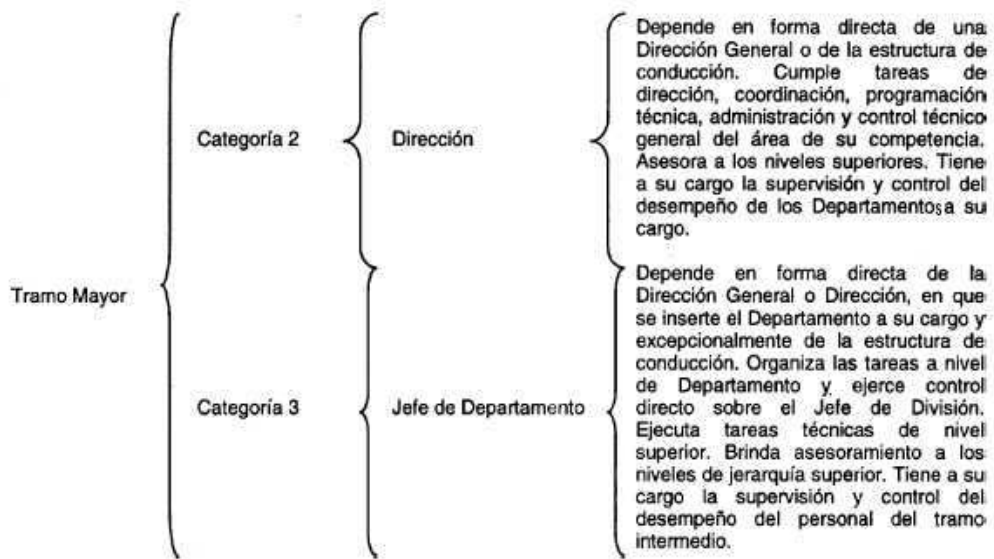 Tramo Mayor
Categoría 2
Dirección
Depende en forma directa de una
Dirección General o de la estructura de
conducción. Cumple tareas de
dirección, coordinación, programación
técnica, administración y control técnico
general del área de su competencia.
Asesora a los niveles superiores. Tiene
a su cargo la supervisión y control del
desempeño de los Departamentos a su
cargo.
Categoría 3
Jefe de Departamento
Depende en forma directa de la
Dirección General o Dirección, en que
se inserte el Departamento a su cargo y
excepcionalmente de la estructura de
conducción. Organiza las tareas a nivel
de Departamento y ejerce control
directo sobre el Jefe de División.
Ejecuta tareas técnicas de nivel
superior. Brinda asesoramiento a los
niveles de jerarquía superior. Tiene a su
cargo la supervisión y control del
desempeño del personal del tramo
intermedio.